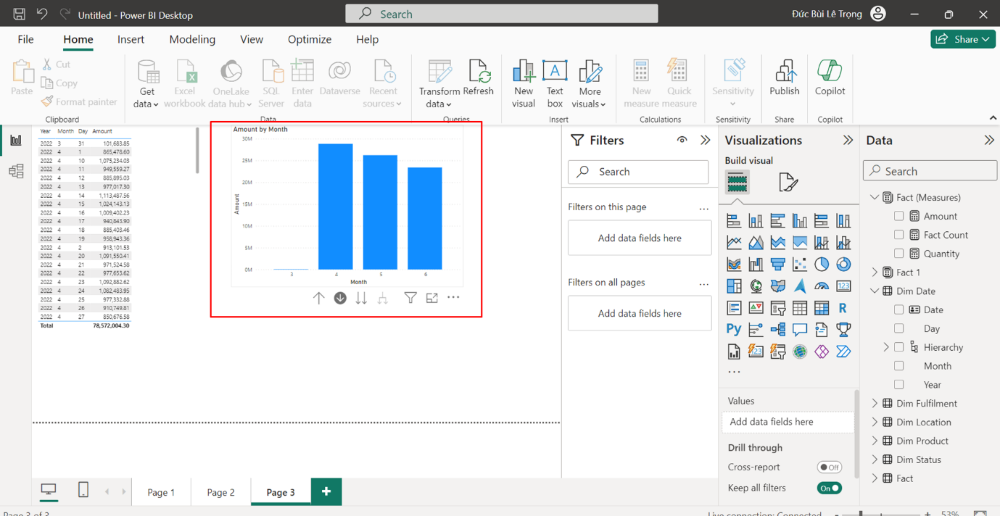 Untitled - Power BI Desktop
Search
Đức Bùi Lê Trọng
File Home Insert Modeling View Optimize Help
Share
Paste
Cut
Copy
Format painter
Clipboard
Get data
Excel workbook
OneLake data hub
SQL Server
Enter data
Dataverse
Recent sources
Data
Transform data
Refresh
Queries
New visual
Text box
More visuals
Insert
New measure
Quick measure
Calculations
Sensitivity
Sensitivity
Publish
Share
Copilot
Copilot
Year Month Day Amount
2022 3 31 101,683.85
2022 4 1 865,478.60
2022 4 10 1,075,234.03
2022 4 11 949,559.27
2022 4 12 885,895.03
2022 4 13 977,017.30
2022 4 14 1,113,487.56
2022 4 15 1,024,143.13
2022 4 16 1,009,402.23
2022 4 17 940,843.90
2022 4 18 885,403.46
2022 4 19 958,943.36
2022 4 2 913,101.53
2022 4 20 1,091,550.41
2022 4 21 971,524.58
2022 4 22 977,653.62
2022 4 23 1,092,882.62
2022 4 24 1,082,483.95
2022 4 25 977,332.88
2022 4 26 910,749.81
2022 4 27 850,676.58
Total 78,572,004.30
Amount by Month
30M
25M
20M
15M
10M
5M
0M
Amount
3 4 5 6
Month
Filters
Search
Filters on this page
Add data fields here
Filters on all pages
Add data fields here
Visualizations
Build visual
123
R
Py
123
Values
Add data fields here
Drill through
Cross-report
Off
Keep all filters
On
Data
Search
Fact (Measures)
Amount
Fact Count
Quantity
Fact 1
Dim Date
Date
Day
Hierarchy
Month
Year
Dim Fulfilment
Dim Location
Dim Product
Dim Status
Fact
Page 1
Page 2
Page 3
Page 3 of 3
Live connection: Connected
53%